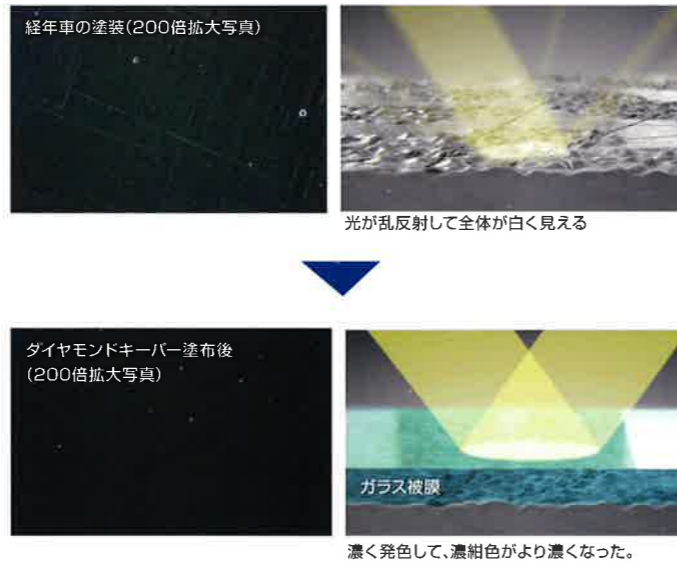 経年車の塗装(200倍拡大写真)
光が乱反射して全体が白く見える
ダイヤモンドキーパー塗布後
(200倍拡大写真)
ガラス被膜
濃く発色して、濃紺色がより濃くなった。